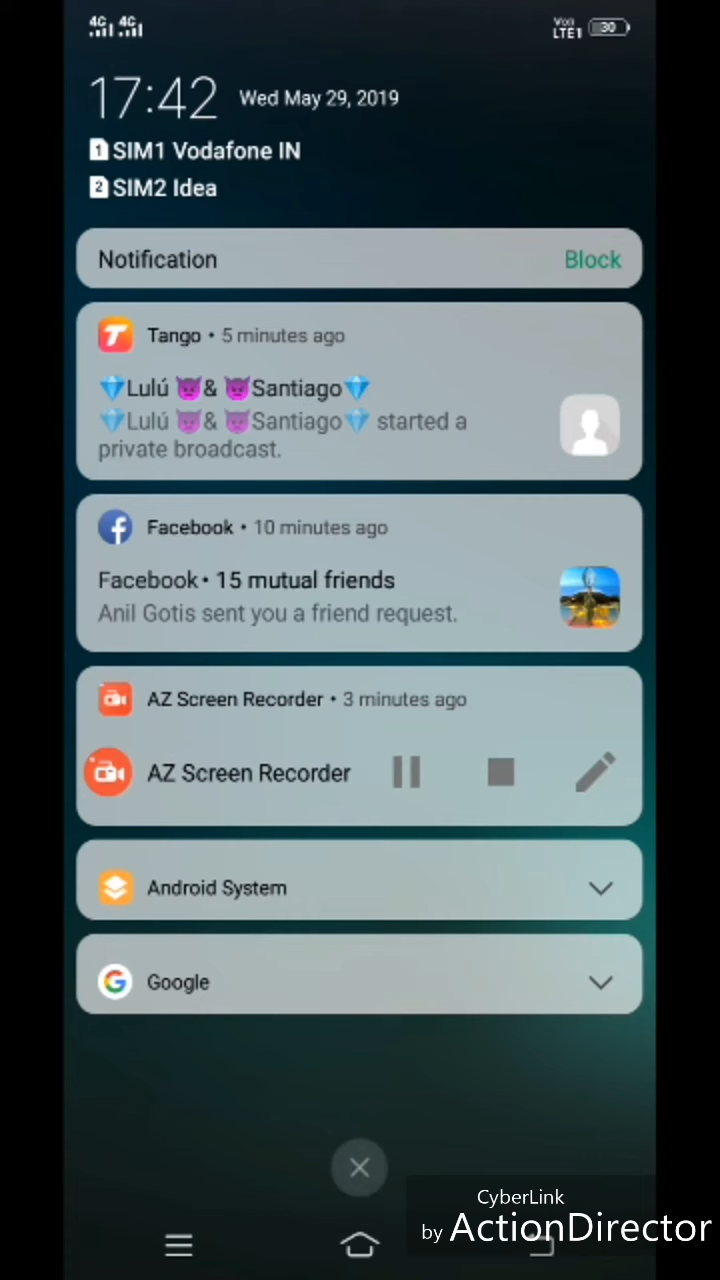 4G 4G VoII LTE1 30
17:42 Wed May 29, 2019
1 SIM1 Vodafone IN
2 SIM2 Idea
Notification Block
Tango • 5 minutes ago
💎Lulú 😈& 😈Santiago💎
💎Lulú 😈& 😈Santiago💎 started a
private broadcast.
Facebook • 10 minutes ago
Facebook • 15 mutual friends
Anil Gotis sent you a friend request.
AZ Screen Recorder • 3 minutes ago
AZ Screen Recorder
Android System
Google
CyberLink
by ActionDirector